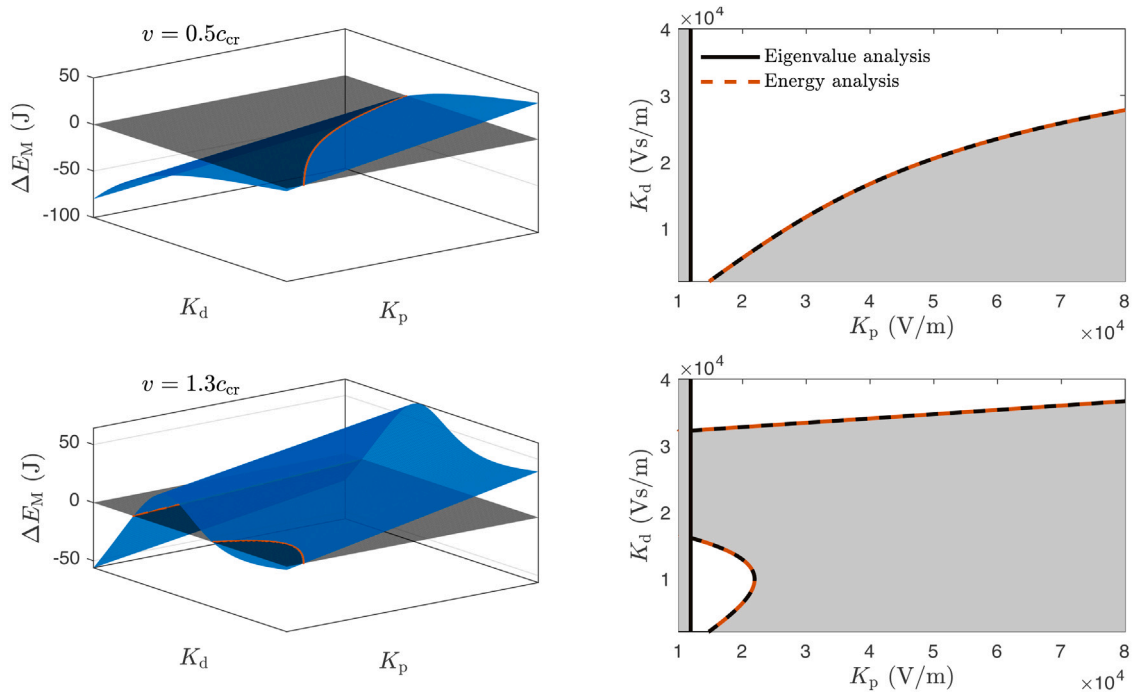 v = 0.5c_cr
50
0
-50
-100
ΔE_M (J)
K_d
K_p
×10^4
Eigenvalue analysis
Energy analysis
4
3
2
1
K_d (Vs/m)
1 2 3 4 5 6 7 8
K_p (V/m)
×10^4
v = 1.3c_cr
50
0
-50
ΔE_M (J)
K_d
K_p
×10^4
4
3
2
1
K_d (Vs/m)
1 2 3 4 5 6 7 8
K_p (V/m)
×10^4